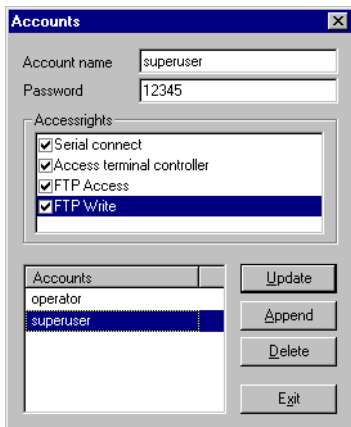 Accounts
Account name superuser
Password 12345
Accessrights
Serial connect
Access terminal controller
FTP Access
FTP Write
Accounts
operator
superuser
Update
Append
Delete
Exit